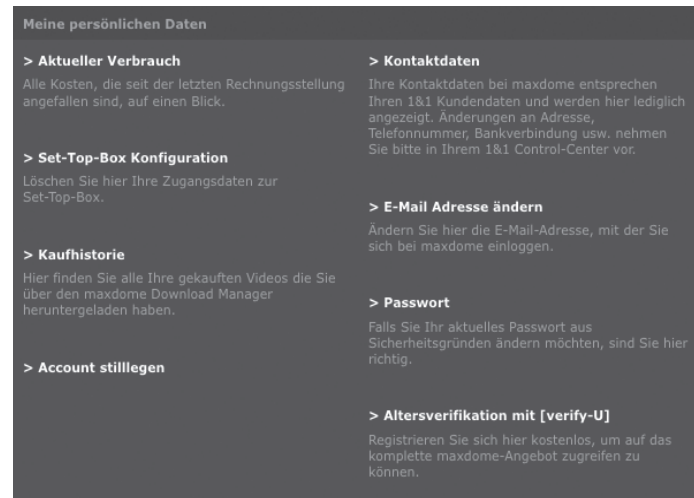 Meine persönlichen Daten
> Aktueller Verbrauch
Alle Kosten, die seit der letzten Rechnungsstellung
angefallen sind, auf einen Blick.
> Set-Top-Box Konfiguration
Löschen Sie hier Ihre Zugangsdaten zur
Set-Top-Box.
> Kaufhistorie
Hier finden Sie alle Ihre gekauften Videos die Sie
über den maxdome Download Manager
heruntergeladen haben.
> Account stilllegen
> Kontaktdaten
Ihre Kontaktdaten bei maxdome entsprechen
Ihren 1&1 Kundendaten und werden hier lediglich
angezeigt. Änderungen an Adresse,
Telefonnummer, Bankverbindung usw. nehmen
Sie bitte in Ihrem 1&1 Control-Center vor.
> E-Mail Adresse ändern
Ändern Sie hier die E-Mail-Adresse, mit der Sie
sich bei maxdome einloggen.
> Passwort
Falls Sie Ihr aktuelles Passwort aus
Sicherheitsgründen ändern möchten, sind Sie hier
richtig.
> Altersverifikation mit [verify-U]
Registrieren Sie sich hier kostenlos, um auf das
komplette maxdome-Angebot zugreifen zu
können.